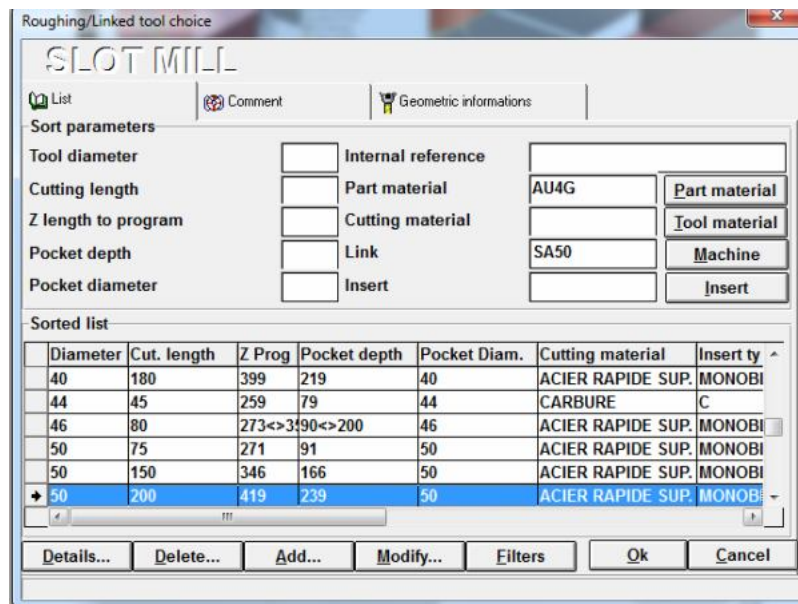 Roughing/Linked tool choice
SLOT MILL
List Comment Geometric informations
Sort parameters
Tool diameter Internal reference
Cutting length Part material AU4G Part material
Z length to program Cutting material Tool material
Pocket depth Link SA50 Machine
Pocket diameter Insert Insert
Sorted list
Diameter Cut. length Z Prog Pocket depth Pocket Diam. Cutting material Insert ty
40 180 399 219 40 ACIER RAPIDE SUP. MONOBI
44 45 259 79 44 CARBURE C
46 80 273<>3 90<>200 46 ACIER RAPIDE SUP. MONOBI
50 75 271 91 50 ACIER RAPIDE SUP. MONOBI
50 150 346 166 50 ACIER RAPIDE SUP. MONOBI
50 200 419 239 50 ACIER RAPIDE SUP. MONOBI
Details... Delete... Add... Modify... Filters Ok Cancel